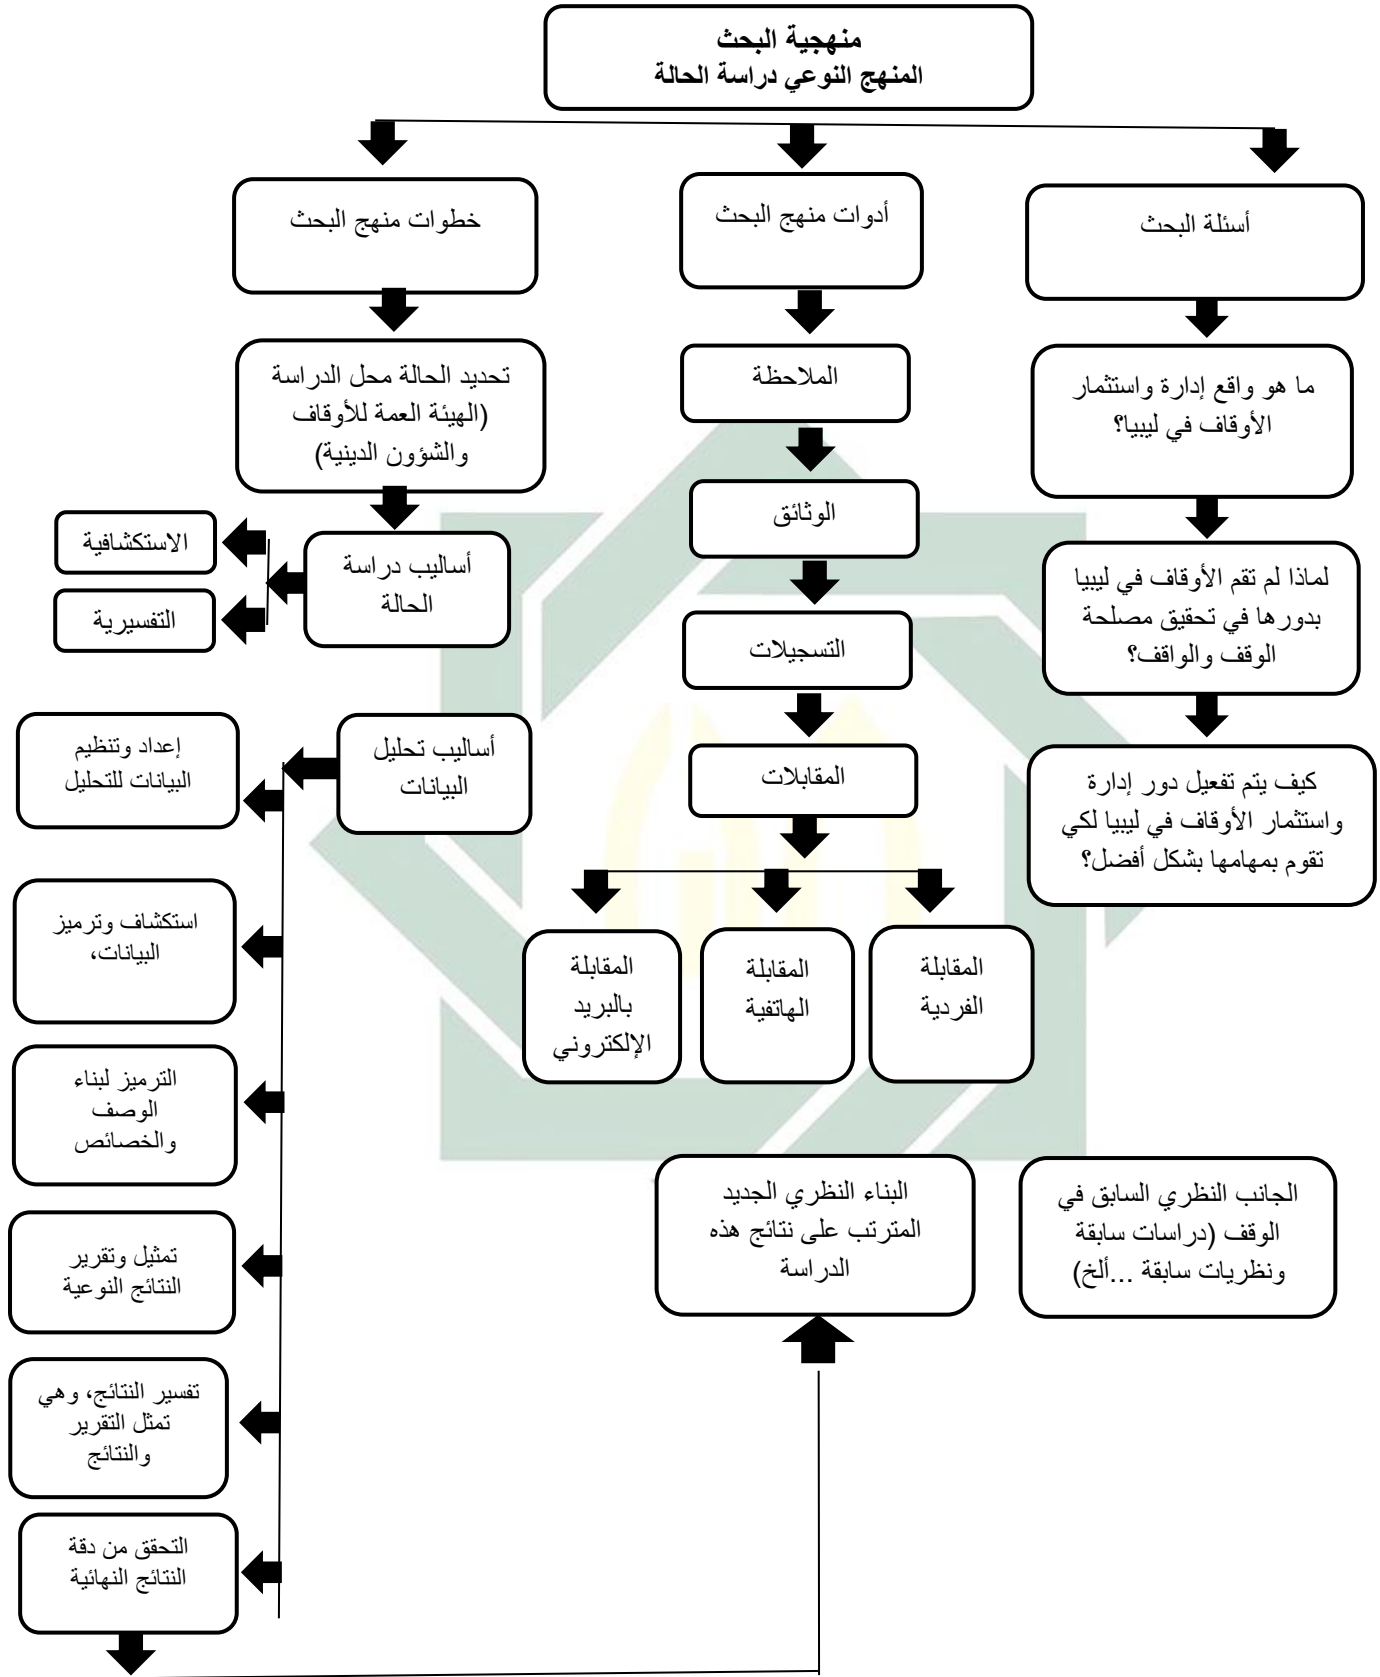 منهجية البحث
المنهج النوعي دراسة الحالة
أسئلة البحث
ما هو واقع إدارة واستثمار
الأوقاف في ليبيا؟
لماذا لم تقم الأوقاف في ليبيا
بدورها في تحقيق مصلحة
الوقف والواقف؟
كيف يتم تفعيل دور إدارة
واستثمار الأوقاف في ليبيا لكي
تقوم بمهامها بشكل أفضل؟
أدوات منهج البحث
الملاحظة
الوثائق
التسجيلات
المقابلات
المقابلة
الفردية
المقابلة
الهاتفية
المقابلة
بالبريد
الإلكتروني
خطوات منهج البحث
تحديد الحالة محل الدراسة
(الهيئة العمة للأوقاف
والشؤون الدينية)
أساليب دراسة
الحالة
الاستكشافية
التفسيرية
أساليب تحليل
البيانات
إعداد وتنظيم
البيانات للتحليل
استكشاف وترميز
البيانات،
الترميز لبناء
الوصف
والخصائص
تمثيل وتقرير
النتائج النوعية
تفسير النتائج، وهي
تمثل التقرير
والنتائج
التحقق من دقة
النتائج النهائية
الجانب النظري السابق في
الوقف (دراسات سابقة
ونظريات سابقة ...ألخ)
البناء النظري الجديد
المترتب على نتائج هذه
الدراسة